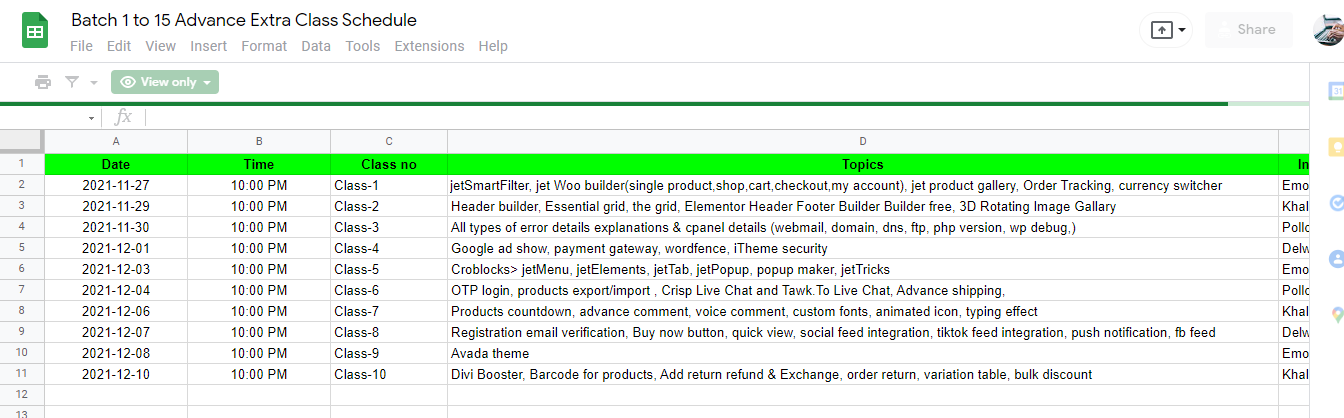 Batch 1 to 15 Advance Extra Class Schedule
File Edit View Insert Format Data Tools Extensions Help
Share
View only
fx
31
A B C D
1 Date Time Class no Topics In
2 2021-11-27 10:00 PM Class-1 jetSmartFilter, jet Woo builder(single product,shop,cart,checkout,my account), jet product gallery, Order Tracking, currency switcher Emo
3 2021-11-29 10:00 PM Class-2 Header builder, Essential grid, the grid, Elementor Header Footer Builder Builder free, 3D Rotating Image Gallary Khal
4 2021-11-30 10:00 PM Class-3 All types of error details explanations & cpanel details (webmail, domain, dns, ftp, php version, wp debug,) Pollo
5 2021-12-01 10:00 PM Class-4 Google ad show, payment gateway, wordfence, iTheme security Delw
6 2021-12-03 10:00 PM Class-5 Croblocks> jetMenu, jetElements, jetTab, jetPopup, popup maker, jetTricks Emo
7 2021-12-04 10:00 PM Class-6 OTP login, products export/import , Crisp Live Chat and Tawk.To Live Chat, Advance shipping, Pollo
8 2021-12-06 10:00 PM Class-7 Products countdown, advance comment, voice comment, custom fonts, animated icon, typing effect Khal
9 2021-12-07 10:00 PM Class-8 Registration email verification, Buy now button, quick view, social feed integration, tiktok feed integration, push notification, fb feed Delw
10 2021-12-08 10:00 PM Class-9 Avada theme Emo
11 2021-12-10 10:00 PM Class-10 Divi Booster, Barcode for products, Add return refund & Exchange, order return, variation table, bulk discount Khal
12
13